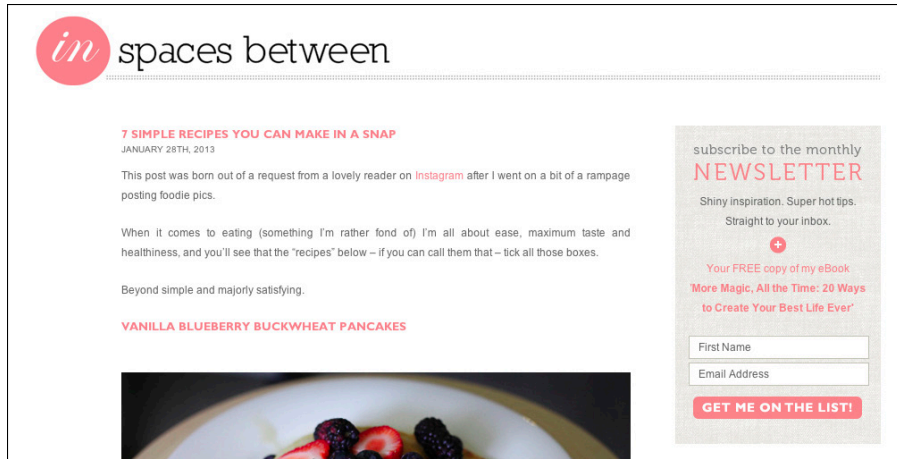 in spaces between
7 SIMPLE RECIPES YOU CAN MAKE IN A SNAP
JANUARY 28TH, 2013
This post was born out of a request from a lovely reader on Instagram after I went on a bit of a rampage
posting foodie pics.
When it comes to eating (something I'm rather fond of) I'm all about ease, maximum taste and
healthiness, and you'll see that the “recipes” below – if you can call them that – tick all those boxes.
Beyond simple and majorly satisfying.
VANILLA BLUEBERRY BUCKWHEAT PANCAKES
subscribe to the monthly
NEWSLETTER
Shiny inspiration. Super hot tips.
Straight to your inbox.
+
Your FREE copy of my eBook
'More Magic, All the Time: 20 Ways
to Create Your Best Life Ever'
First Name
Email Address
GET ME ON THE LIST!